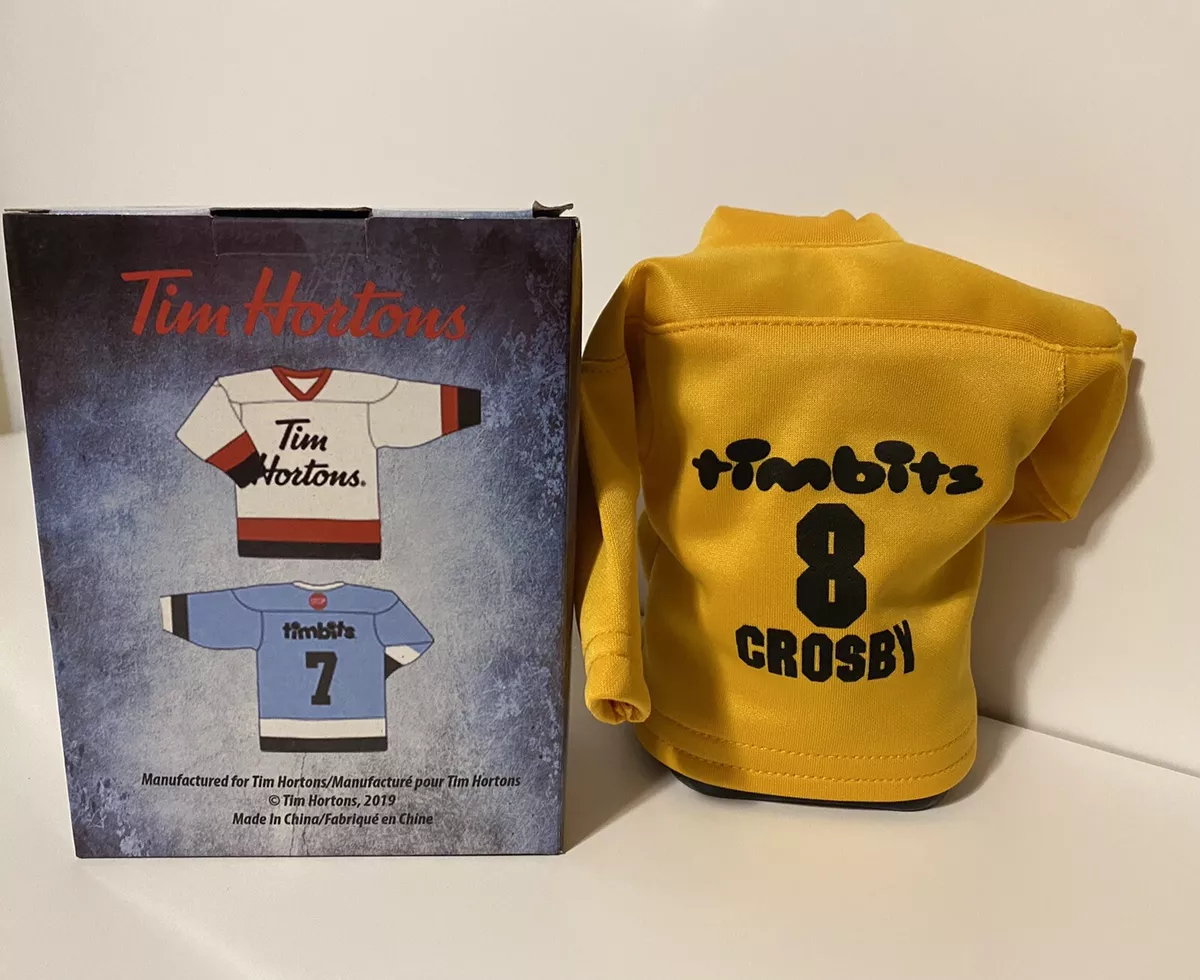 Tim Hortons
Tim
Hortons®
timbits
7
Manufactured for Tim Hortons/Manufacturé pour Tim Hortons
© Tim Hortons, 2019
Made In China/Fabriqué en Chine
timbits
8
CROSBY